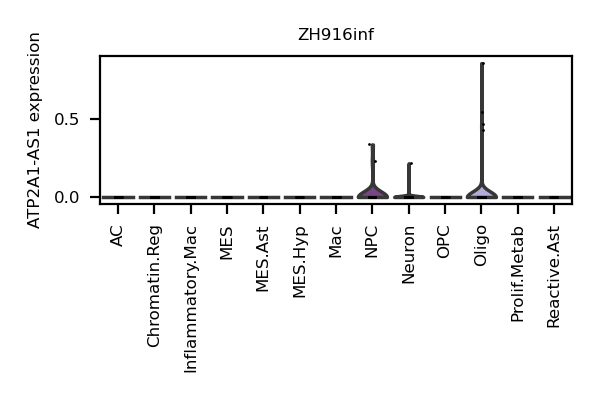 ZH916inf
ATP2A1-AS1 expression
0.5
0.0
AC
Chromatin.Reg
Inflammatory.Mac
MES
MES.Ast
MES.Hyp
Mac
NPC
Neuron
OPC
Oligo
Prolif.Metab
Reactive.Ast